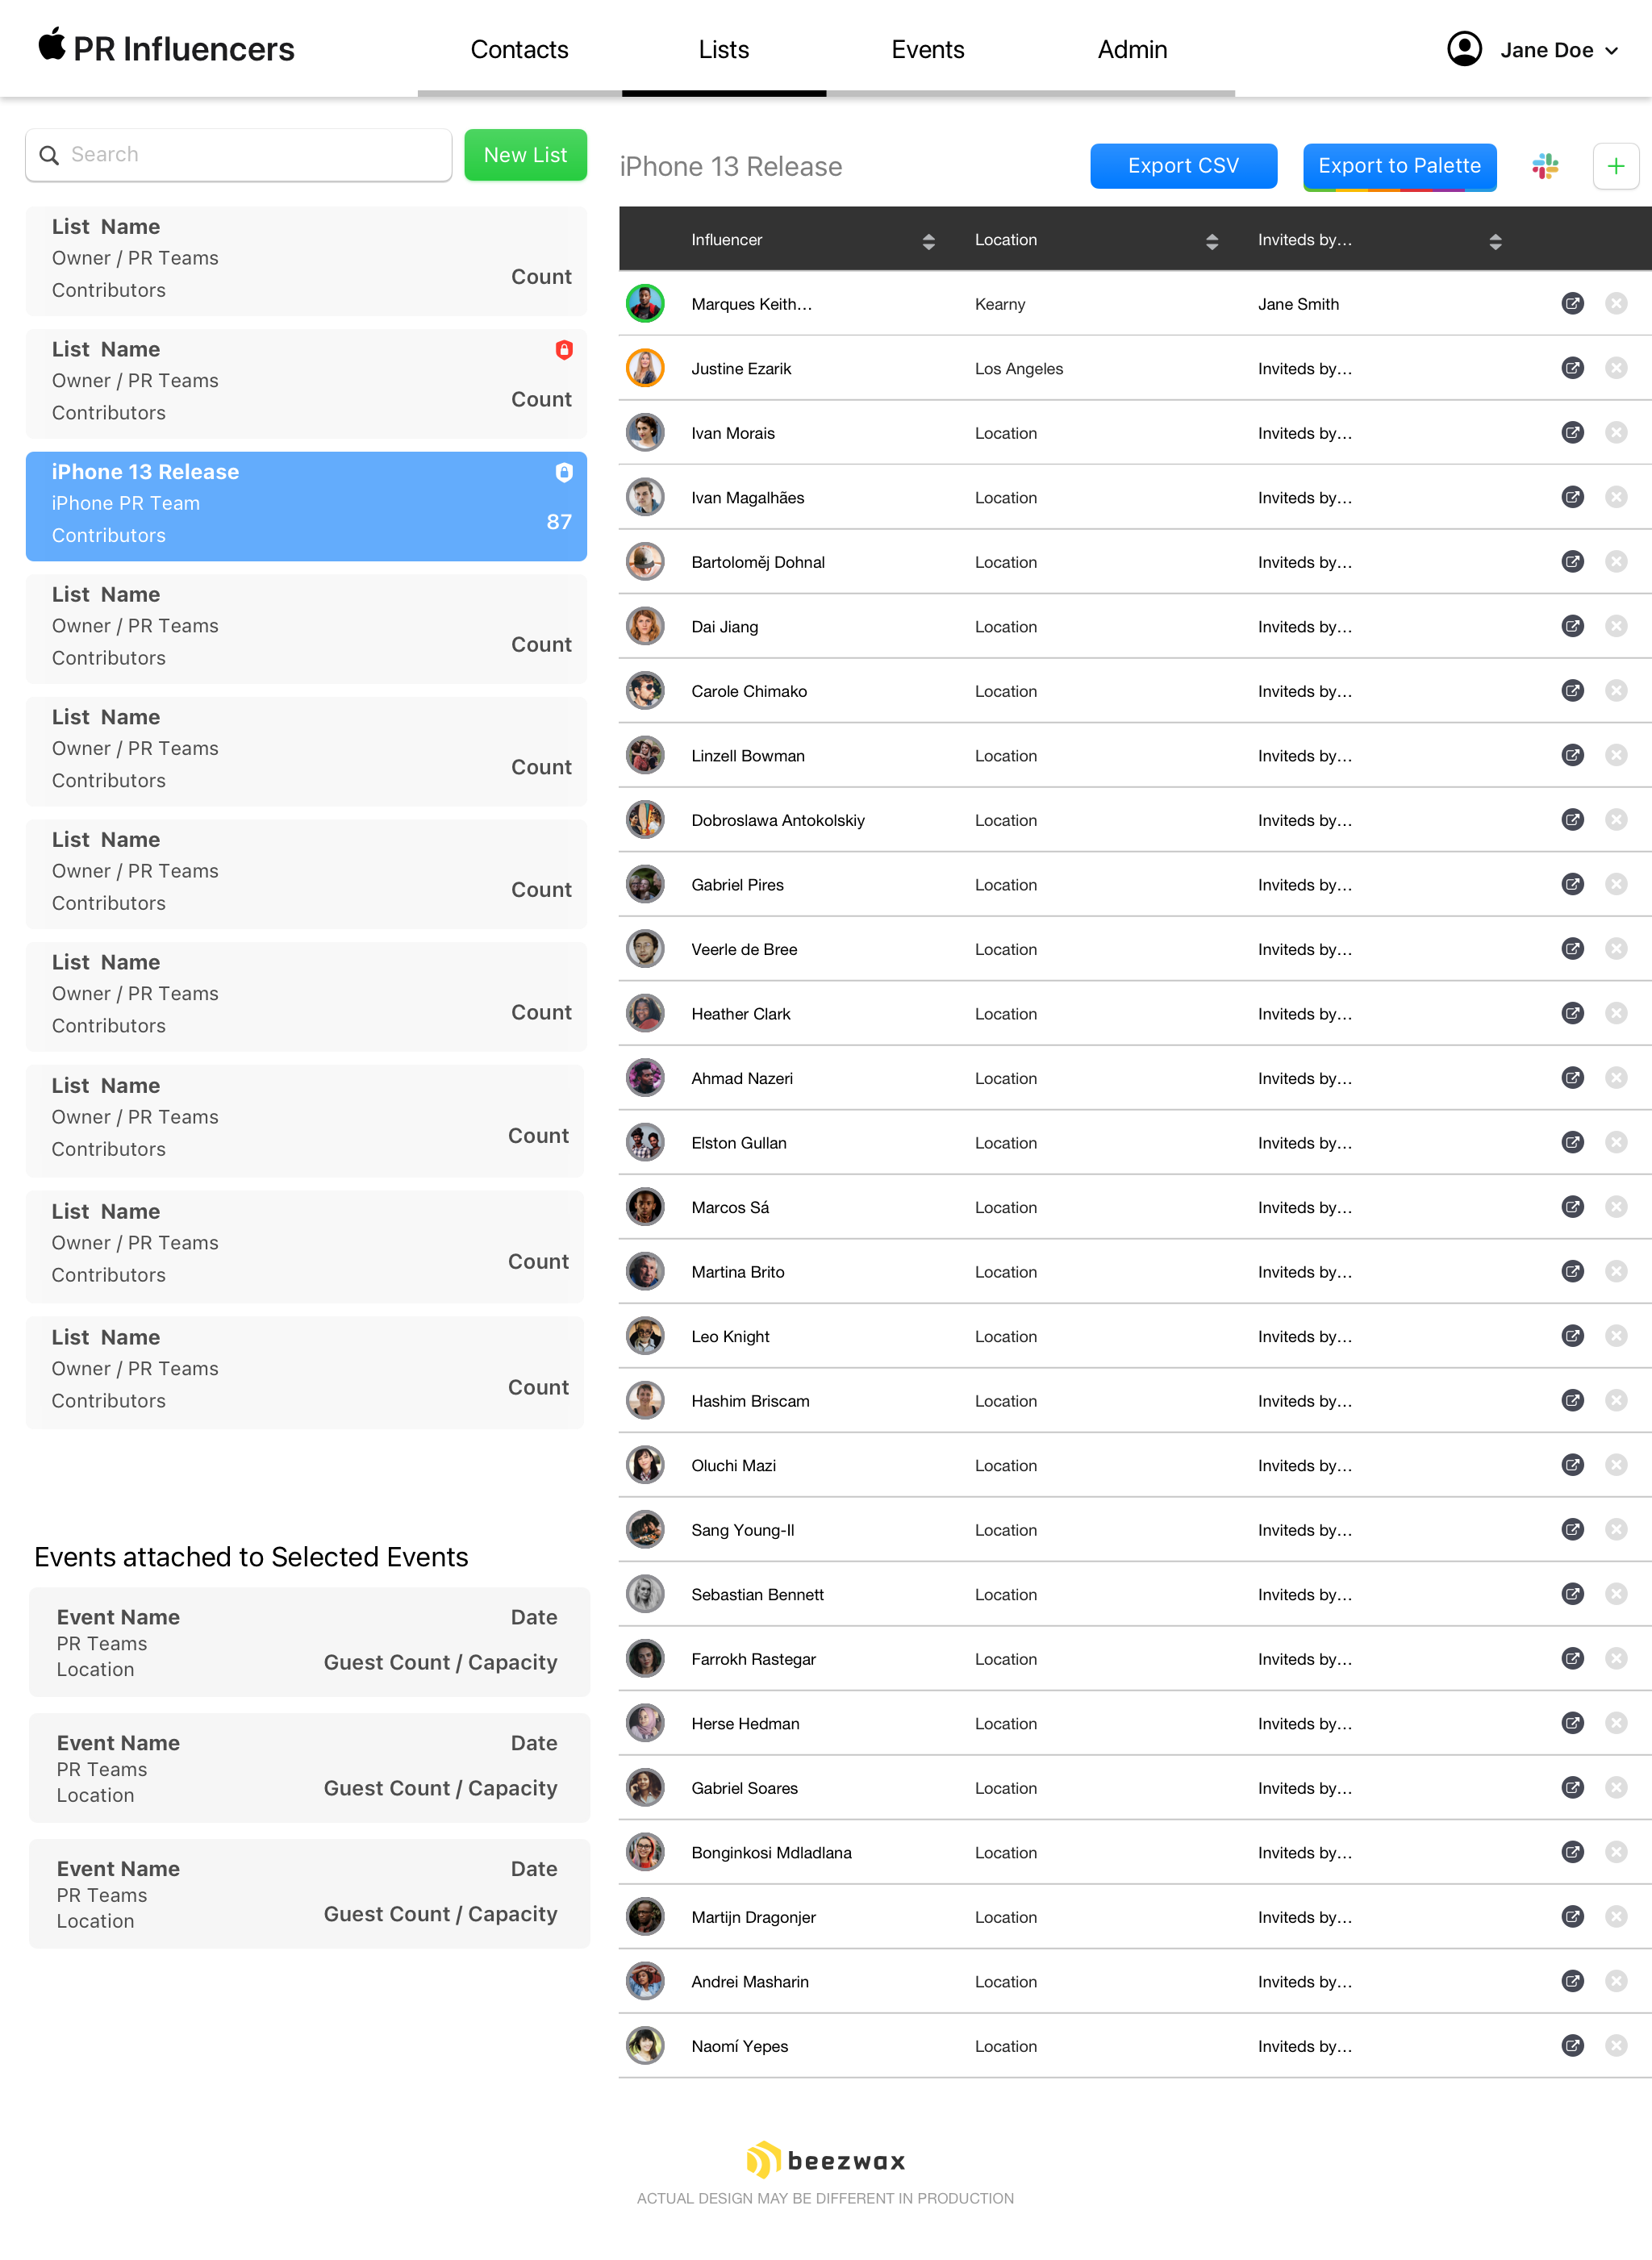 PR Influencers
Contacts
Lists
Events
Admin
Jane Doe
Search
New List
List Name
Owner / PR Teams
Contributors
Count
List Name
Owner / PR Teams
Contributors
Count
iPhone 13 Release
iPhone PR Team
Contributors
87
List Name
Owner / PR Teams
Contributors
Count
List Name
Owner / PR Teams
Contributors
Count
List Name
Owner / PR Teams
Contributors
Count
List Name
Owner / PR Teams
Contributors
Count
List Name
Owner / PR Teams
Contributors
Count
List Name
Owner / PR Teams
Contributors
Count
List Name
Owner / PR Teams
Contributors
Count
Events attached to Selected Events
Event Name Date
PR Teams
Location Guest Count / Capacity
Event Name Date
PR Teams
Location Guest Count / Capacity
Event Name Date
PR Teams
Location Guest Count / Capacity
iPhone 13 Release
Export CSV
Export to Palette
Influencer Location Inviteds by...
Marques Keith... Kearny Jane Smith
Justine Ezarik Los Angeles Inviteds by...
Ivan Morais Location Inviteds by...
Ivan Magalhães Location Inviteds by...
Bartoloměj Dohnal Location Inviteds by...
Dai Jiang Location Inviteds by...
Carole Chimako Location Inviteds by...
Linzell Bowman Location Inviteds by...
Dobroslawa Antokolskiy Location Inviteds by...
Gabriel Pires Location Inviteds by...
Veerle de Bree Location Inviteds by...
Heather Clark Location Inviteds by...
Ahmad Nazeri Location Inviteds by...
Elston Gullan Location Inviteds by...
Marcos Sá Location Inviteds by...
Martina Brito Location Inviteds by...
Leo Knight Location Inviteds by...
Hashim Briscam Location Inviteds by...
Oluchi Mazi Location Inviteds by...
Sang Young-Il Location Inviteds by...
Sebastian Bennett Location Inviteds by...
Farrokh Rastegar Location Inviteds by...
Herse Hedman Location Inviteds by...
Gabriel Soares Location Inviteds by...
Bonginkosi Mdladlana Location Inviteds by...
Martijn Dragonjer Location Inviteds by...
Andrei Masharin Location Inviteds by...
Naomí Yepes Location Inviteds by...
beezwax
ACTUAL DESIGN MAY BE DIFFERENT IN PRODUCTION